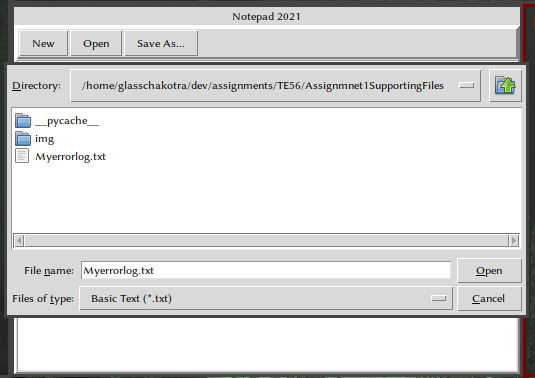 Notepad 2021
New Open Save As...
Directory: /home/glasschakotra/dev/assignments/TE56/Assignmnet1SupportingFiles
__pycache__
img
Myerrorlog.txt
File name: Myerrorlog.txt Open
Files of type: Basic Text (*.txt) Cancel